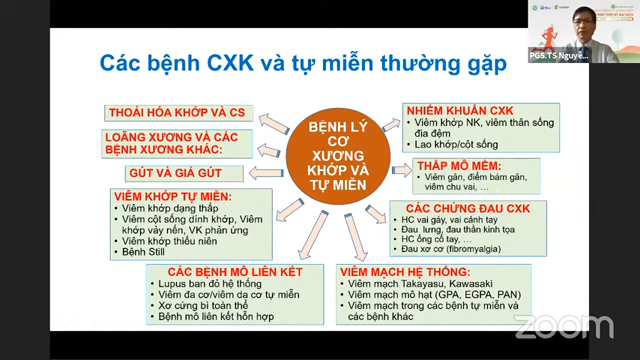 PGS.TS Nguyễ...
Các bệnh CXK và tự miễn thường gặp
THOÁI HÓA KHỚP VÀ CS
LOÃNG XƯƠNG VÀ CÁC
BỆNH XƯƠNG KHÁC:
GÚT VÀ GIẢ GÚT
VIÊM KHỚP TỰ MIỄN:
• Viêm khớp dạng thấp
• Viêm cột sống dính khớp, Viêm
khớp vảy nến, VK phản ứng
• Viêm khớp thiếu niên
• Bệnh Still
CÁC BỆNH MÔ LIÊN KẾT
• Lupus ban đỏ hệ thống
• Viêm đa cơ/viêm da cơ tự miễn
• Xơ cứng bì toàn thể
• Bệnh mô liên kết hỗn hợp
BỆNH LÝ
CƠ
XƯƠNG
KHỚP VÀ
TỰ MIỄN
NHIỄM KHUẨN CXK
• Viêm khớp NK, viêm thân sống
đĩa đệm
• Lao khớp/cột sống
THẤP MÔ MỀM:
• Viêm gân, điểm bám gân,
viêm chu vai, ...
CÁC CHỨNG ĐAU CXK
• HC vai gáy, vai cánh tay
• Đau lưng, đau thần kinh tọa
• HC ống cổ tay, ...
• Đau xơ cơ (fibromyalgia)
VIÊM MẠCH HỆ THỐNG:
• Viêm mạch Takayasu, Kawasaki
• Viêm mạch mô hạt (GPA, EGPA, PAN)
• Viêm mạch trong các bệnh tự miễn và
các bệnh khác
zoom